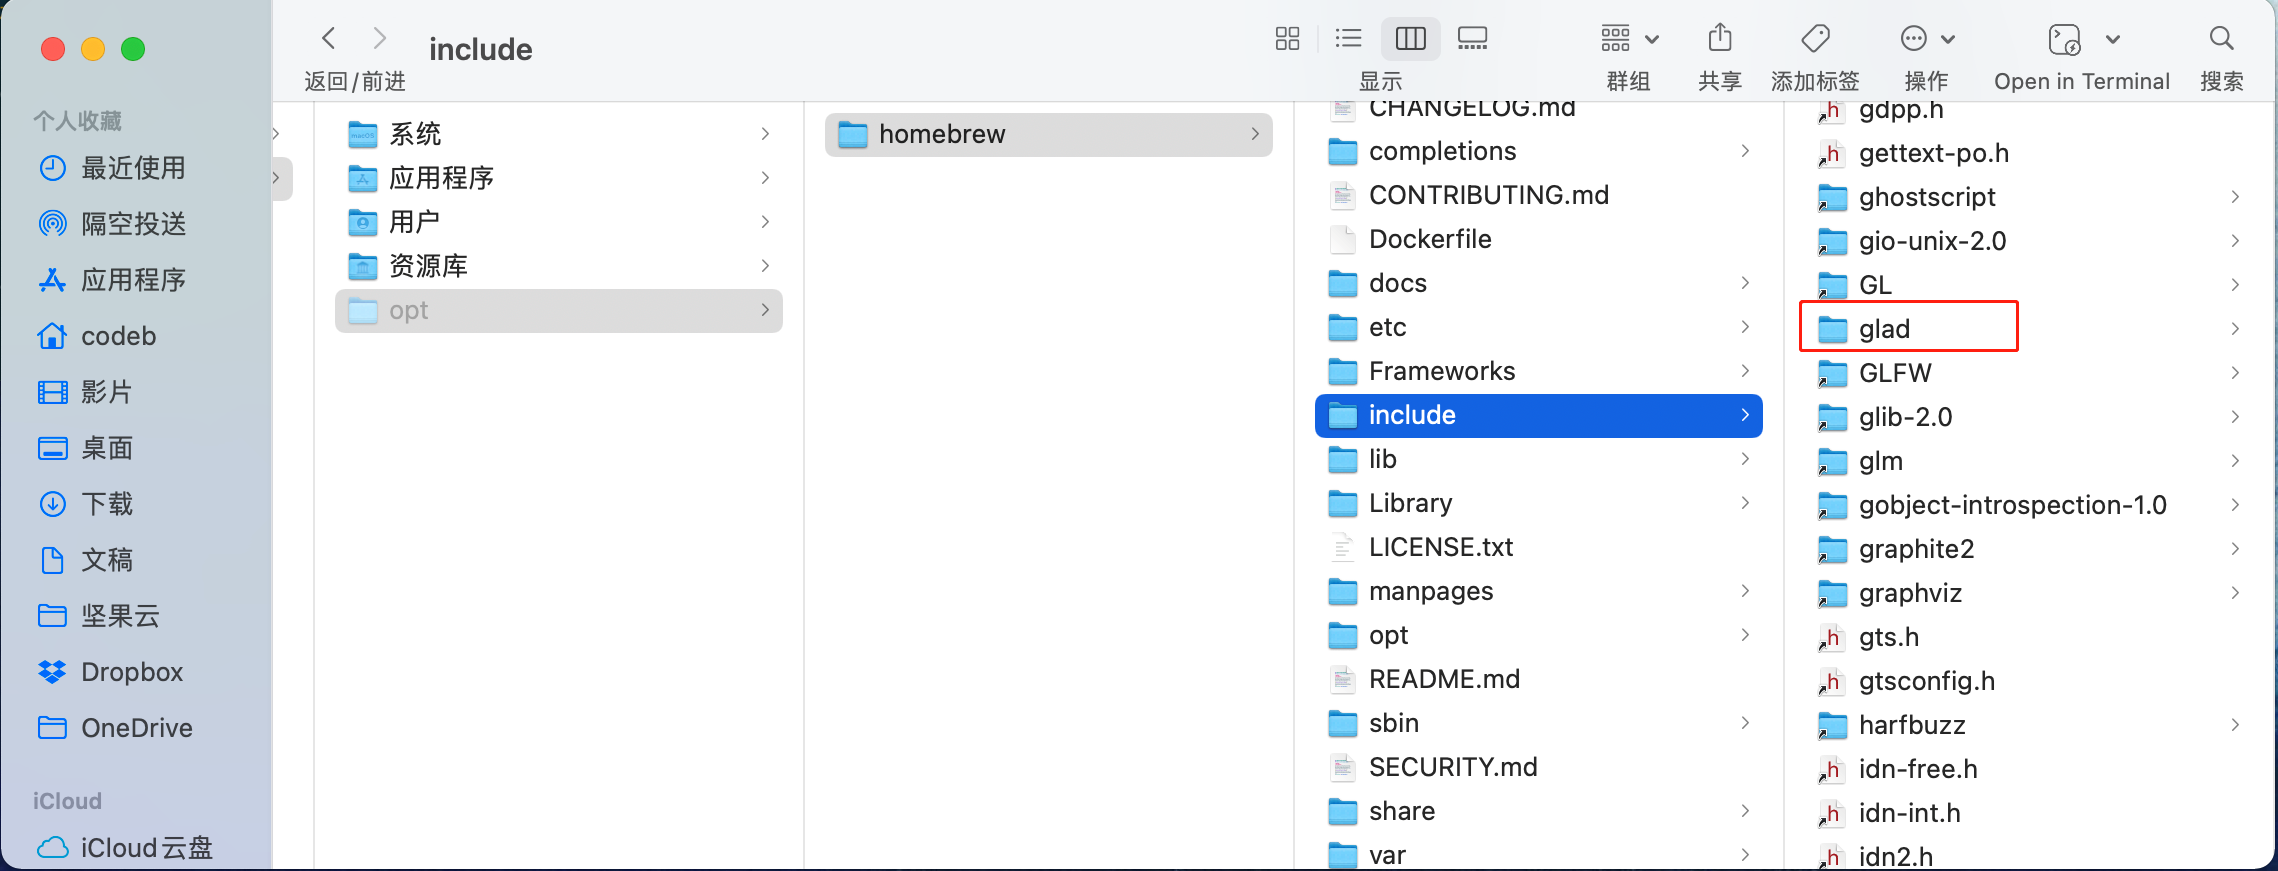 include
返回/前进
显示
群组
共享
添加标签
操作
Open in Terminal
搜索
个人收藏
最近使用
隔空投送
应用程序
codeb
影片
桌面
下载
文稿
坚果云
Dropbox
OneDrive
iCloud
iCloud云盘
系统
应用程序
用户
资源库
opt
homebrew
CHANGELOG.md
completions
CONTRIBUTING.md
Dockerfile
docs
etc
Frameworks
include
lib
Library
LICENSE.txt
manpages
opt
README.md
sbin
SECURITY.md
share
var
gdpp.h
gettext-po.h
ghostscript
gio-unix-2.0
GL
glad
GLFW
glib-2.0
glm
gobject-introspection-1.0
graphite2
graphviz
gts.h
gtsconfig.h
harfbuzz
idn-free.h
idn-int.h
idn2.h